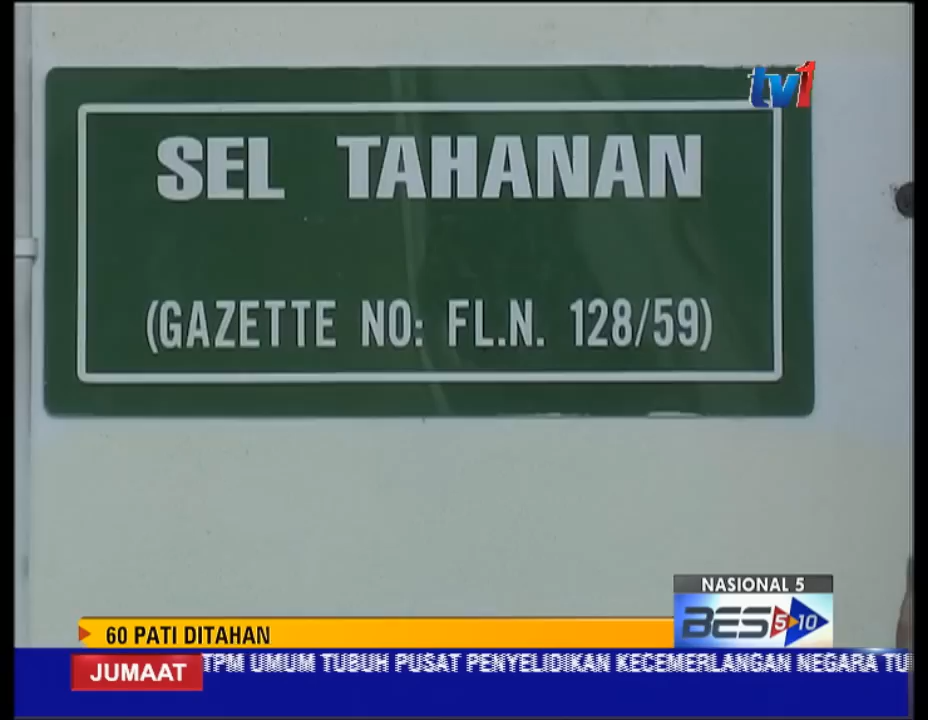 tv1
SEL TAHANAN
(GAZETTE NO: FL.N. 128/59)
NASIONAL 5
BES 5 10
60 PATI DITAHAN
JUMAAT
TPM UMUM TUBUH PUSAT PENYELIDIKAN KECEMERLANGAN NEGARA TU